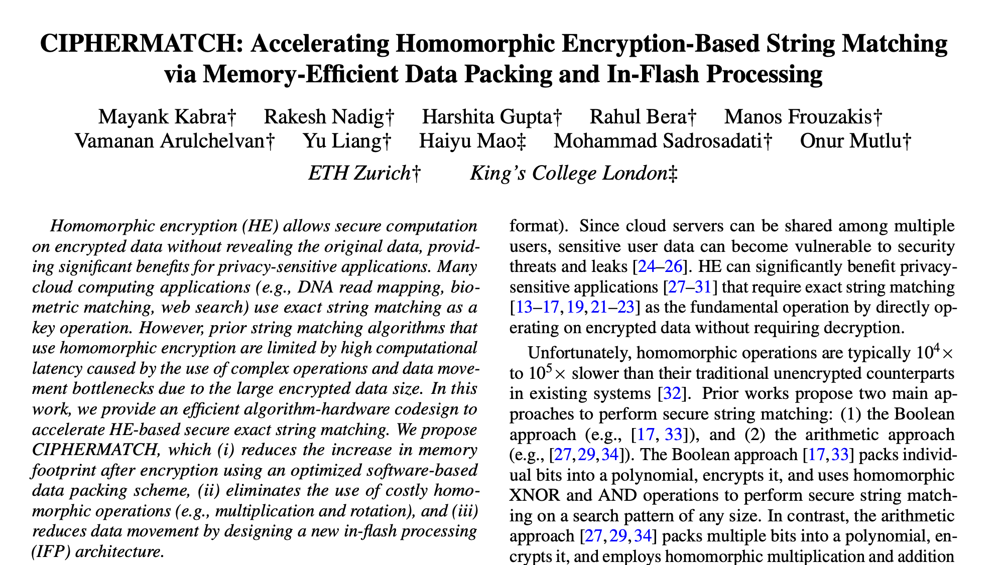 CIPHERMATCH: Accelerating Homomorphic Encryption-Based String Matching
via Memory-Efficient Data Packing and In-Flash Processing
Mayank Kabra† Rakesh Nadig† Harshita Gupta† Rahul Bera† Manos Frouzakis†
Vamanan Arulchelvan† Yu Liang† Haiyu Mao‡ Mohammad Sadrosadati† Onur Mutlu†
ETH Zurich† King's College London‡
Homomorphic encryption (HE) allows secure computation
on encrypted data without revealing the original data, provid-
ing significant benefits for privacy-sensitive applications. Many
cloud computing applications (e.g., DNA read mapping, bio-
metric matching, web search) use exact string matching as a
key operation. However, prior string matching algorithms that
use homomorphic encryption are limited by high computational
latency caused by the use of complex operations and data move-
ment bottlenecks due to the large encrypted data size. In this
work, we provide an efficient algorithm-hardware codesign to
accelerate HE-based secure exact string matching. We propose
CIPHERMATCH, which (i) reduces the increase in memory
footprint after encryption using an optimized software-based
data packing scheme, (ii) eliminates the use of costly homo-
morphic operations (e.g., multiplication and rotation), and (iii)
reduces data movement by designing a new in-flash processing
(IFP) architecture.
format). Since cloud servers can be shared among multiple
users, sensitive user data can become vulnerable to security
threats and leaks [24–26]. HE can significantly benefit privacy-
sensitive applications [27–31] that require exact string matching
[13–17, 19, 21–23] as the fundamental operation by directly op-
erating on encrypted data without requiring decryption.
Unfortunately, homomorphic operations are typically 10⁴×
to 10⁵× slower than their traditional unencrypted counterparts
in existing systems [32]. Prior works propose two main ap-
proaches to perform secure string matching: (1) the Boolean
approach (e.g., [17, 33]), and (2) the arithmetic approach
(e.g., [27, 29, 34]). The Boolean approach [17, 33] packs individ-
ual bits into a polynomial, encrypts it, and uses homomorphic
XNOR and AND operations to perform secure string match-
ing on a search pattern of any size. In contrast, the arithmetic
approach [27, 29, 34] packs multiple bits into a polynomial, en-
crypts it, and employs homomorphic multiplication and addition